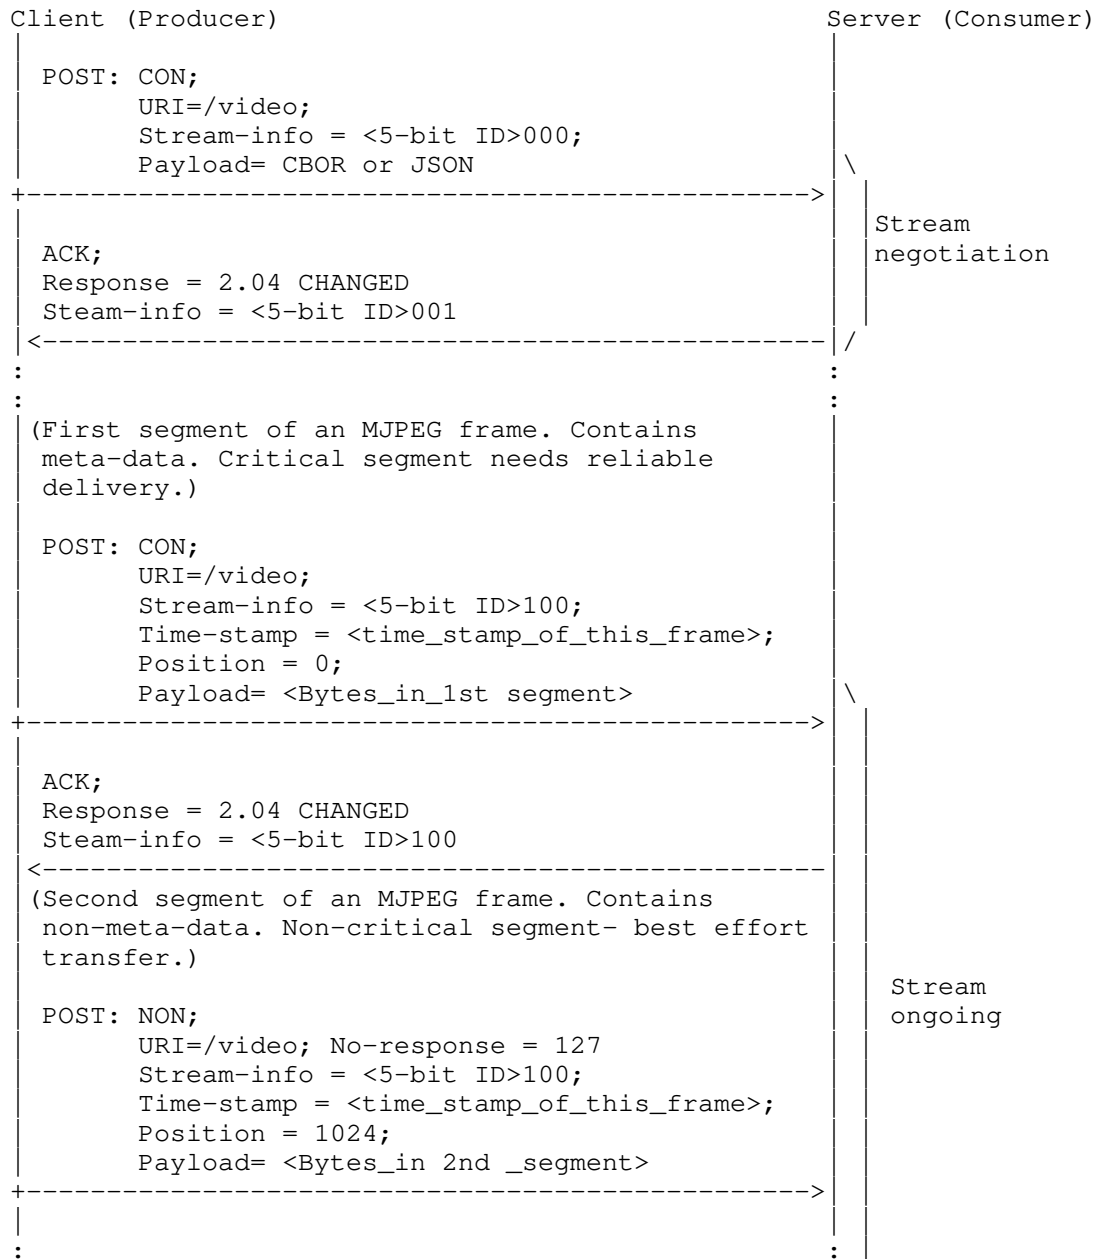 Client (Producer) Server (Consumer)
POST: CON;
URI=/video;
Stream-info = <5-bit ID>000;
Payload= CBOR or JSON
Stream
negotiation
ACK;
Response = 2.04 CHANGED
Steam-info = <5-bit ID>001
(First segment of an MJPEG frame. Contains
meta-data. Critical segment needs reliable
delivery.)
POST: CON;
URI=/video;
Stream-info = <5-bit ID>100;
Time-stamp = <time_stamp_of_this_frame>;
Position = 0;
Payload= <Bytes_in_1st segment>
ACK;
Response = 2.04 CHANGED
Steam-info = <5-bit ID>100
(Second segment of an MJPEG frame. Contains
non-meta-data. Non-critical segment- best effort
transfer.)
Stream
ongoing
POST: NON;
URI=/video; No-response = 127
Stream-info = <5-bit ID>100;
Time-stamp = <time_stamp_of_this_frame>;
Position = 1024;
Payload= <Bytes_in 2nd _segment>